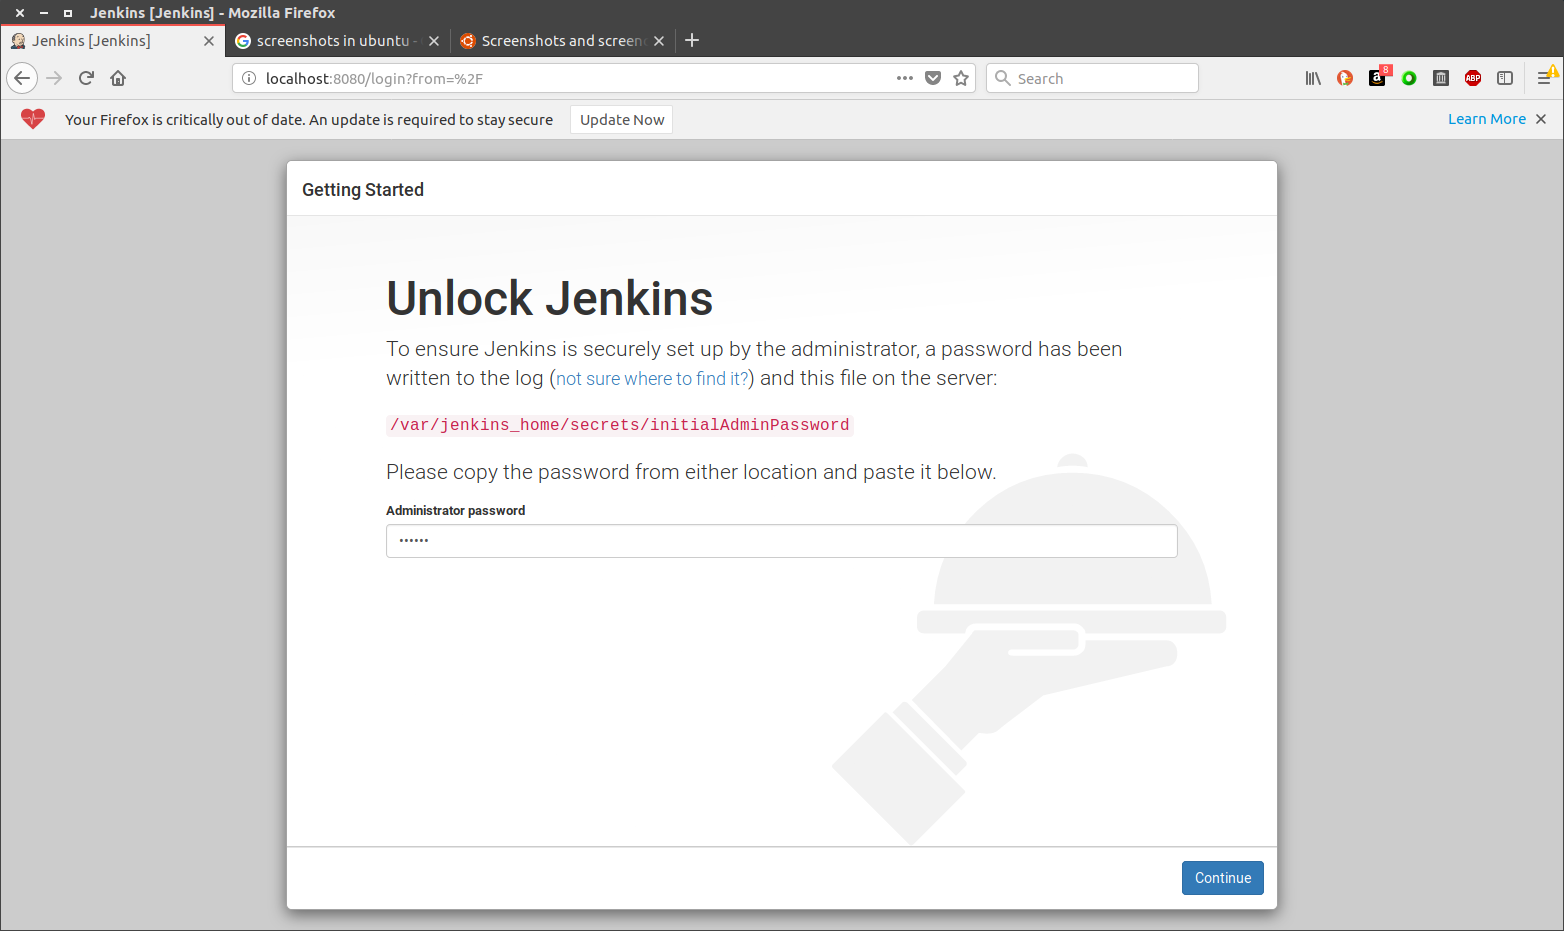 Jenkins [Jenkins] - Mozilla Firefox
Jenkins [Jenkins]
screenshots in ubuntu -
Screenshots and screen
localhost:8080/login?from=%2F
Search
8
a
ABP
Your Firefox is critically out of date. An update is required to stay secure
Update Now
Learn More
Getting Started
Unlock Jenkins
To ensure Jenkins is securely set up by the administrator, a password has been
written to the log (not sure where to find it?) and this file on the server:
/var/jenkins_home/secrets/initialAdminPassword
Please copy the password from either location and paste it below.
Administrator password
••••••
Continue